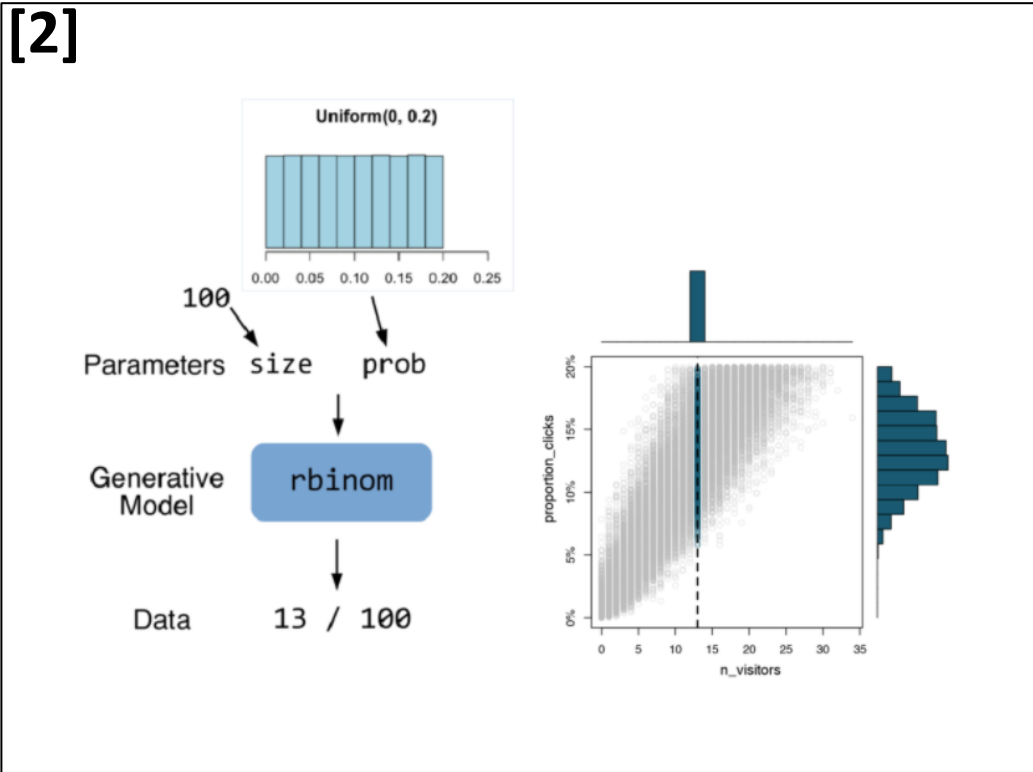 [2]
Uniform(0, 0.2)
0.00 0.05 0.10 0.15 0.20 0.25
100
Parameters size prob
Generative
Model
rbinom
Data 13 / 100
proportion_clicks
20%
15%
10%
5%
0%
0 5 10 15 20 25 30 35
n_visitors